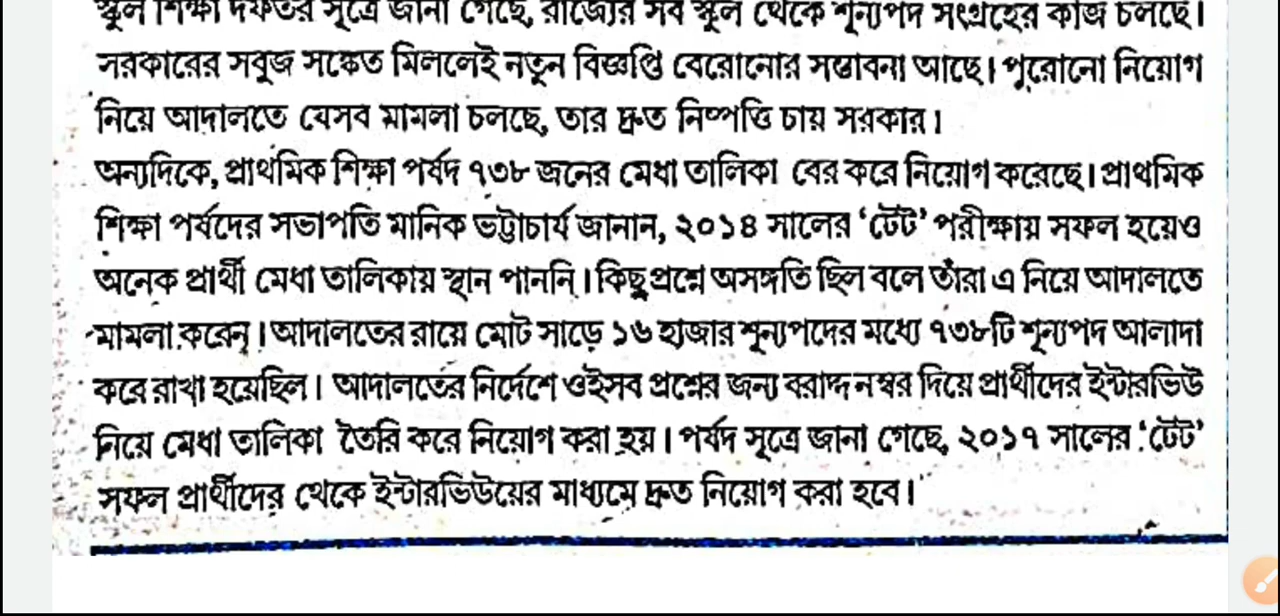 স্কুল শিক্ষা দফতর সূত্রে জানা গেছে, রাজ্যের সব স্কুল থেকে শূন্যপদ সংগ্রহের কাজ চলছে।
সরকারের সবুজ সঙ্কেত মিললেই নতুন বিজ্ঞপ্তি বেরোনোর সম্ভাবনা আছে। পুরোনো নিয়োগ
নিয়ে আদালতে যেসব মামলা চলছে, তার দ্রুত নিষ্পত্তি চায় সরকার।
অন্যদিকে, প্রাথমিক শিক্ষা পর্ষদ ৭৩৮ জনের মেধা তালিকা বের করে নিয়োগ করেছে। প্রাথমিক
শিক্ষা পর্ষদের সভাপতি মানিক ভট্টাচার্য জানান, ২০১৪ সালের ‘টেট’ পরীক্ষায় সফল হয়েও
অনেক প্রার্থী মেধা তালিকায় স্থান পাননি। কিছু প্রশ্নে অসঙ্গতি ছিল বলে তাঁরা এ নিয়ে আদালতে
মামলা করেন। আদালতের রায়ে মোট সাড়ে ১৬ হাজার শূন্যপদের মধ্যে ৭৩৮টি শূন্যপদ আলাদা
করে রাখা হয়েছিল। আদালতের নির্দেশে ওইসব প্রশ্নের জন্য বরাদ্দ নম্বর দিয়ে প্রার্থীদের ইন্টারভিউ
নিয়ে মেধা তালিকা তৈরি করে নিয়োগ করা হয়। পর্ষদ সূত্রে জানা গেছে, ২০১৭ সালের ‘টেট’
সফল প্রার্থীদের থেকে ইন্টারভিউয়ের মাধ্যমে দ্রুত নিয়োগ করা হবে।